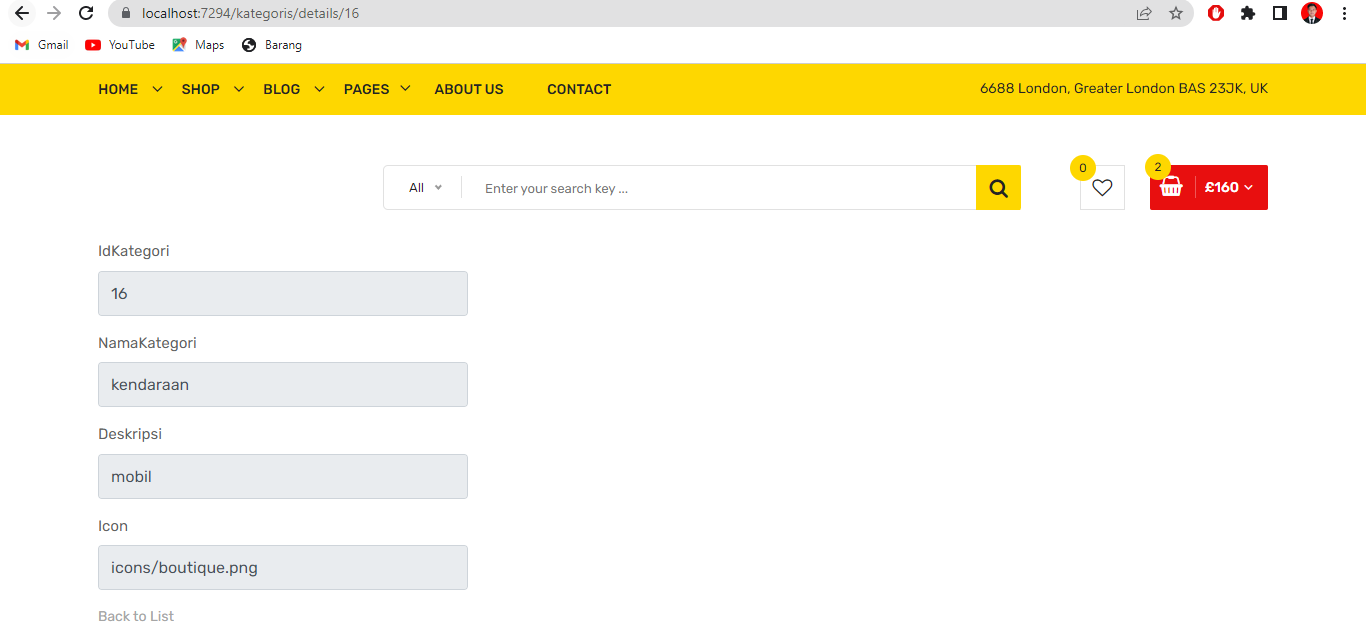 localhost:7294/kategoris/details/16
Gmail YouTube Maps Barang
HOME SHOP BLOG PAGES ABOUT US CONTACT 6688 London, Greater London BAS 23JK, UK
All Enter your search key ... 0 2 £160
IdKategori
16
NamaKategori
kendaraan
Deskripsi
mobil
Icon
icons/boutique.png
Back to List